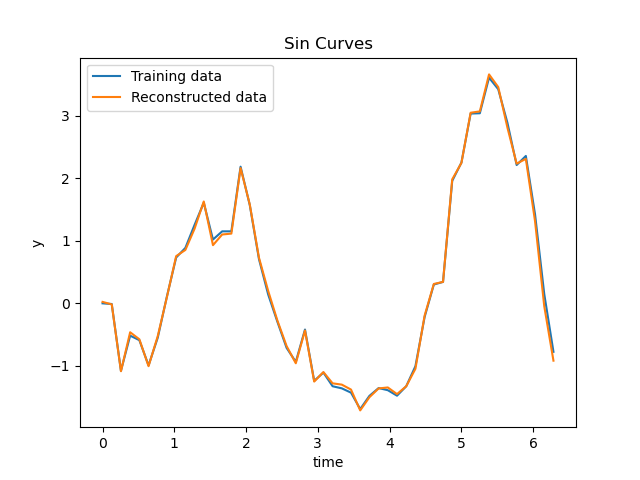 Sin Curves
Training data
Reconstructed data
3
2
1
0
−1
y
0 1 2 3 4 5 6
time